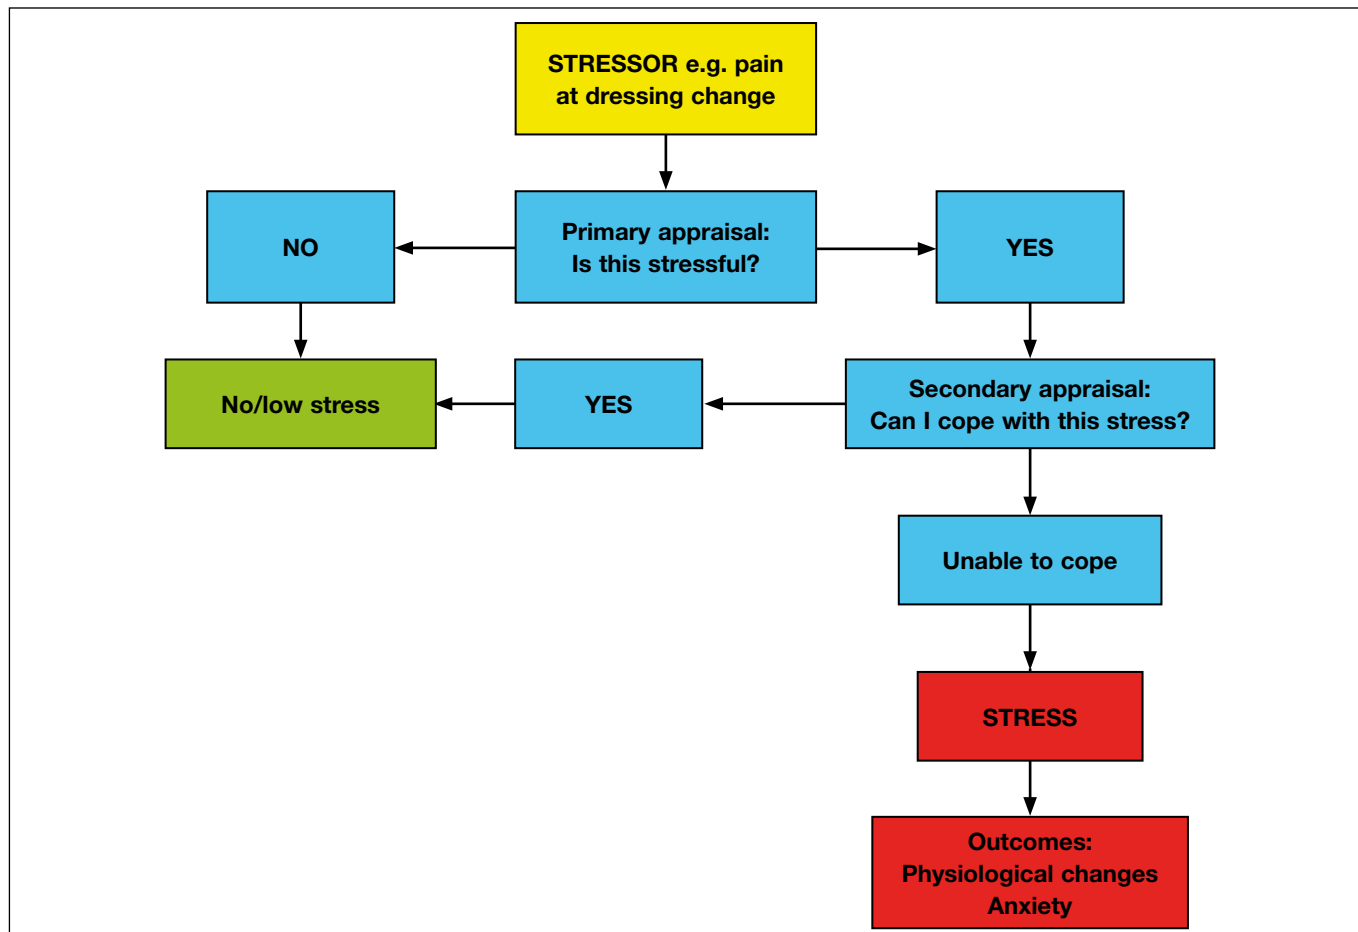 STRESSOR e.g. pain
at dressing change
NO
Primary appraisal:
Is this stressful?
YES
No/low stress
YES
Secondary appraisal:
Can I cope with this stress?
Unable to cope
STRESS
Outcomes:
Physiological changes
Anxiety